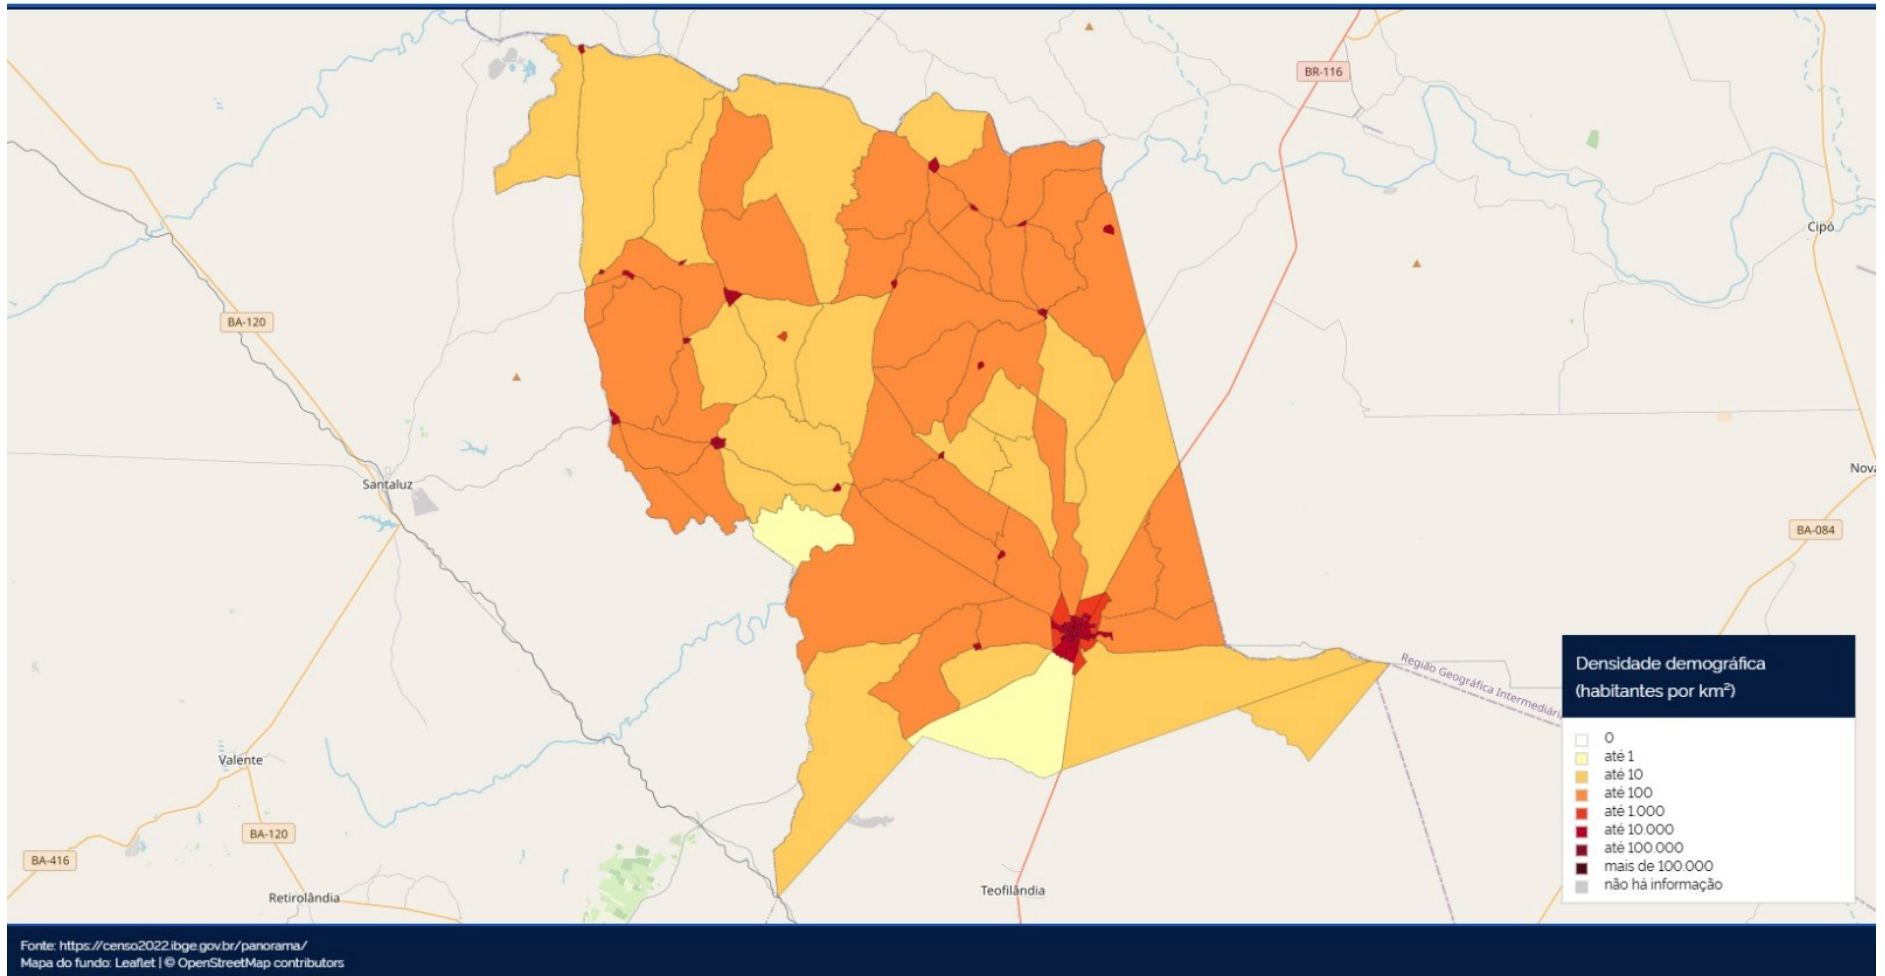 BR-116
Cipó
BA-120
Nova
Santaluz
BA-084
Região Geográfica Intermediári
Densidade demográfica
(habitantes por km²)
0
até 1
até 10
até 100
até 1.000
até 10.000
até 100.000
mais de 100.000
não há informação
Valente
BA-120
BA-416
Retirolândia
Teofilândia
Fonte: https://censo2022.ibge.gov.br/panorama/
Mapa do fundo: Leaflet | © OpenStreetMap contributors